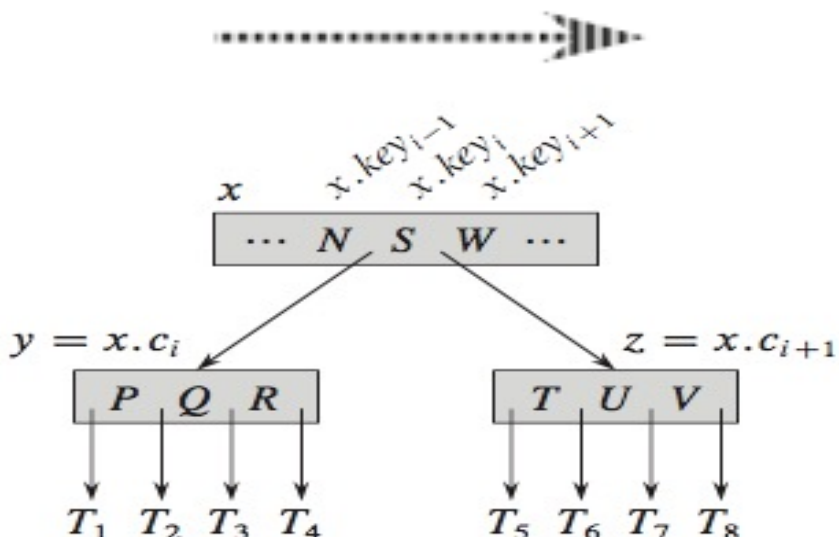 x.key_{i−1} x.key_i x.key_{i+1}
x
··· N S W ···
y = x.c_i z = x.c_{i+1}
P Q R T U V
T_1 T_2 T_3 T_4 T_5 T_6 T_7 T_8